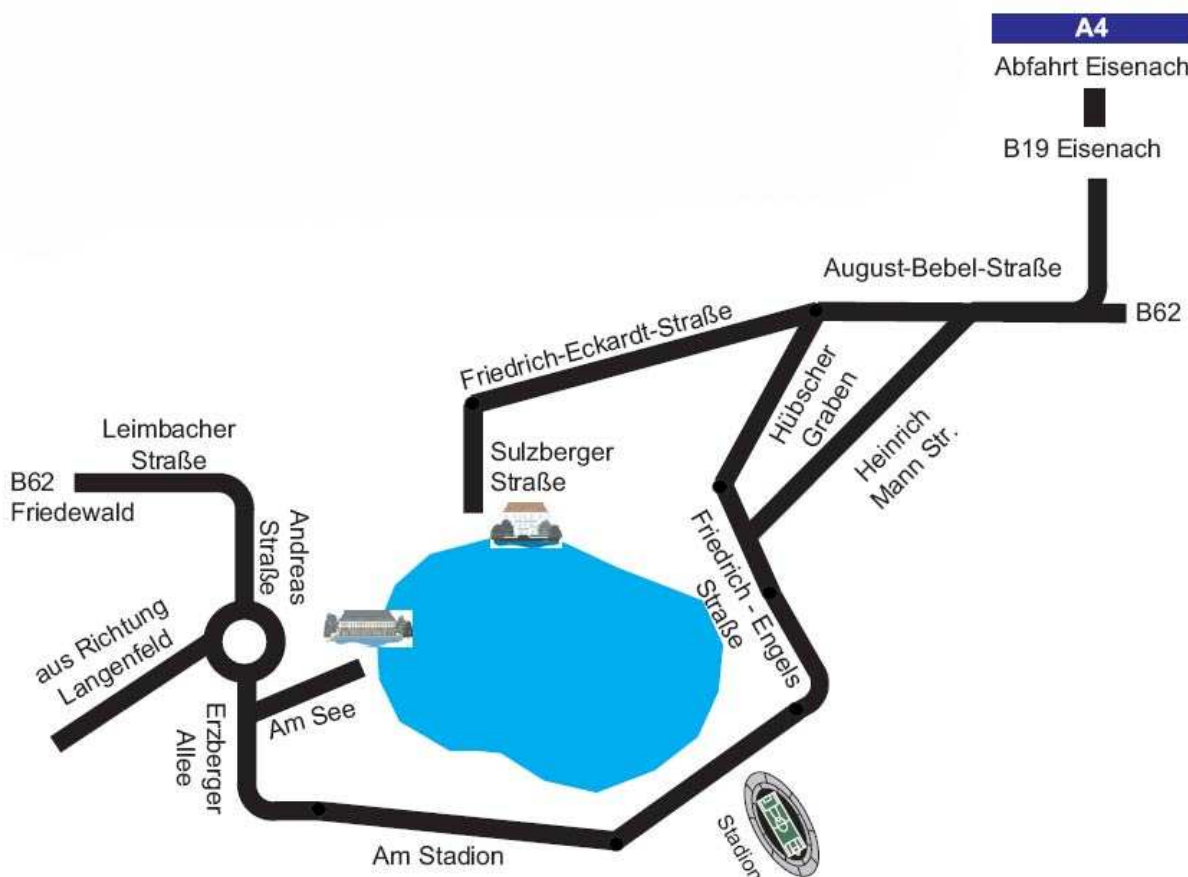 A4
Abfahrt Eisenach
B19 Eisenach
August-Bebel-Straße
B62
Friedrich-Eckardt-Straße
Hübscher
Graben
Heinrich
Mann Str.
Leimbacher
Straße
Sulzberger
Straße
B62
Friedewald
Andreas
Straße
Friedrich - Engels
Straße
aus Richtung
Langenfeld
Am See
Erzberger
Allee
Am Stadion
Stadion